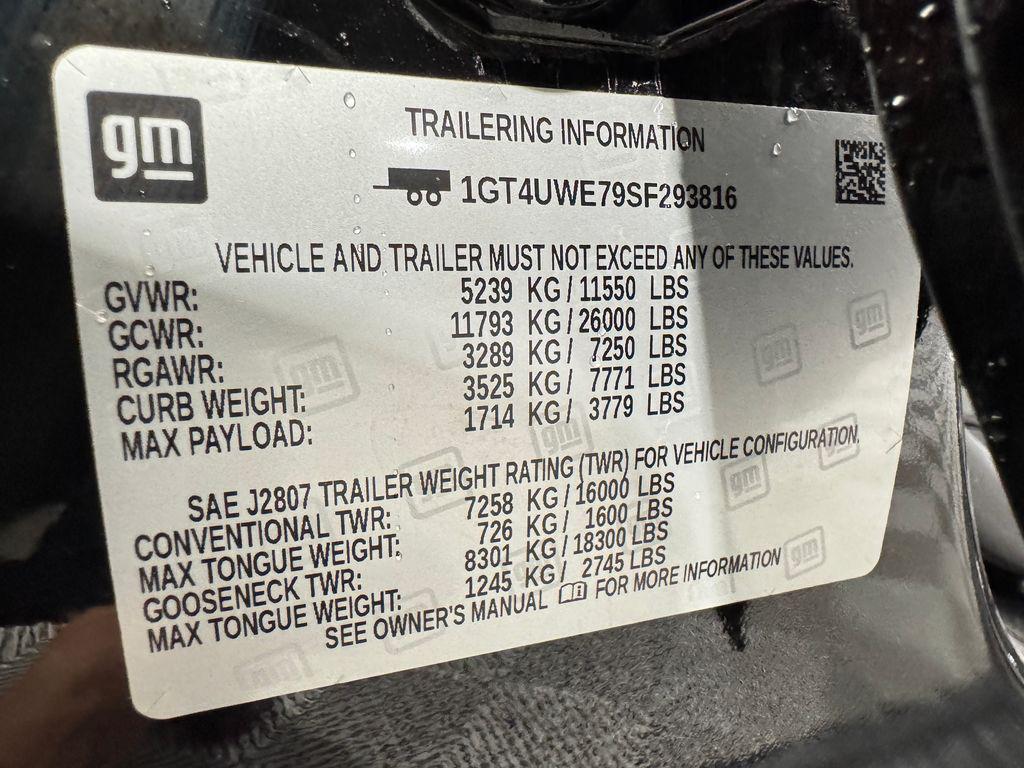 gm
TRAILERING INFORMATION
1GT4UWE79SF293816
VEHICLE AND TRAILER MUST NOT EXCEED ANY OF THESE VALUES.
GVWR: 5239 KG / 11550 LBS
GCWR: 11793 KG / 26000 LBS
RGAWR: 3289 KG / 7250 LBS
CURB WEIGHT: 3525 KG / 7771 LBS
MAX PAYLOAD: 1714 KG / 3779 LBS
SAE J2807 TRAILER WEIGHT RATING (TWR) FOR VEHICLE CONFIGURATION.
CONVENTIONAL TWR: 7258 KG / 16000 LBS
MAX TONGUE WEIGHT: 726 KG / 1600 LBS
GOOSENECK TWR: 8301 KG / 18300 LBS
MAX TONGUE WEIGHT: 1245 KG / 2745 LBS
SEE OWNER'S MANUAL FOR MORE INFORMATION